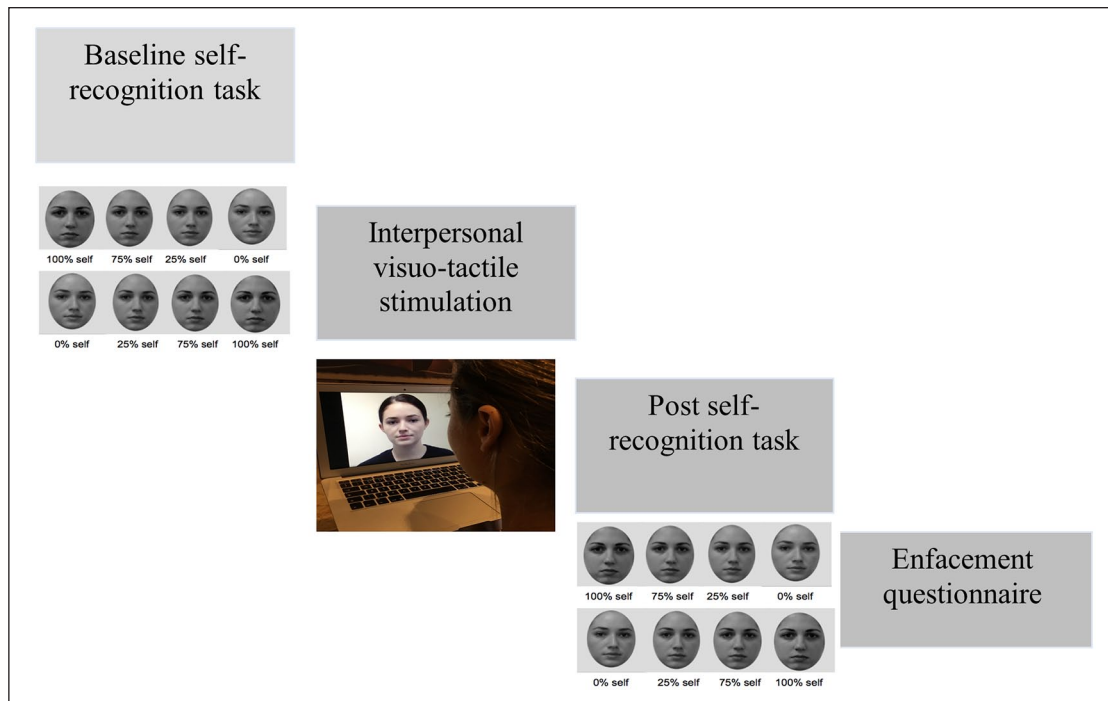 Baseline self-
recognition task
100% self 75% self 25% self 0% self
0% self 25% self 75% self 100% self
Interpersonal
visuo-tactile
stimulation
Post self-
recognition task
100% self 75% self 25% self 0% self
0% self 25% self 75% self 100% self
Enfacement
questionnaire